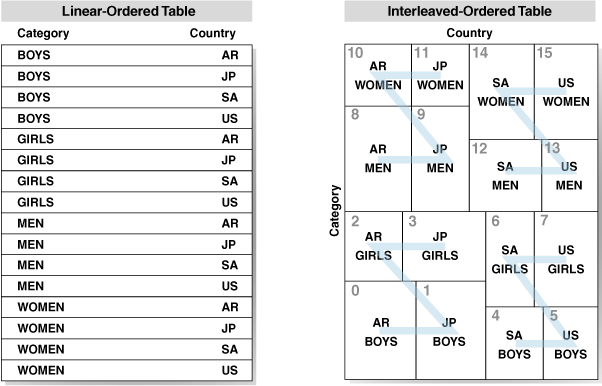 Linear-Ordered Table
Category Country
BOYS AR
BOYS JP
BOYS SA
BOYS US
GIRLS AR
GIRLS JP
GIRLS SA
GIRLS US
MEN AR
MEN JP
MEN SA
MEN US
WOMEN AR
WOMEN JP
WOMEN SA
WOMEN US
Interleaved-Ordered Table
Country
Category
10 11 14 15
AR JP
WOMEN WOMEN
SA US
WOMEN WOMEN
8 9
AR JP
MEN MEN
12 13
SA US
MEN MEN
2 3 6 7
AR JP
GIRLS GIRLS
SA US
GIRLS GIRLS
0 1
AR JP
BOYS BOYS
4 5
SA US
BOYS BOYS